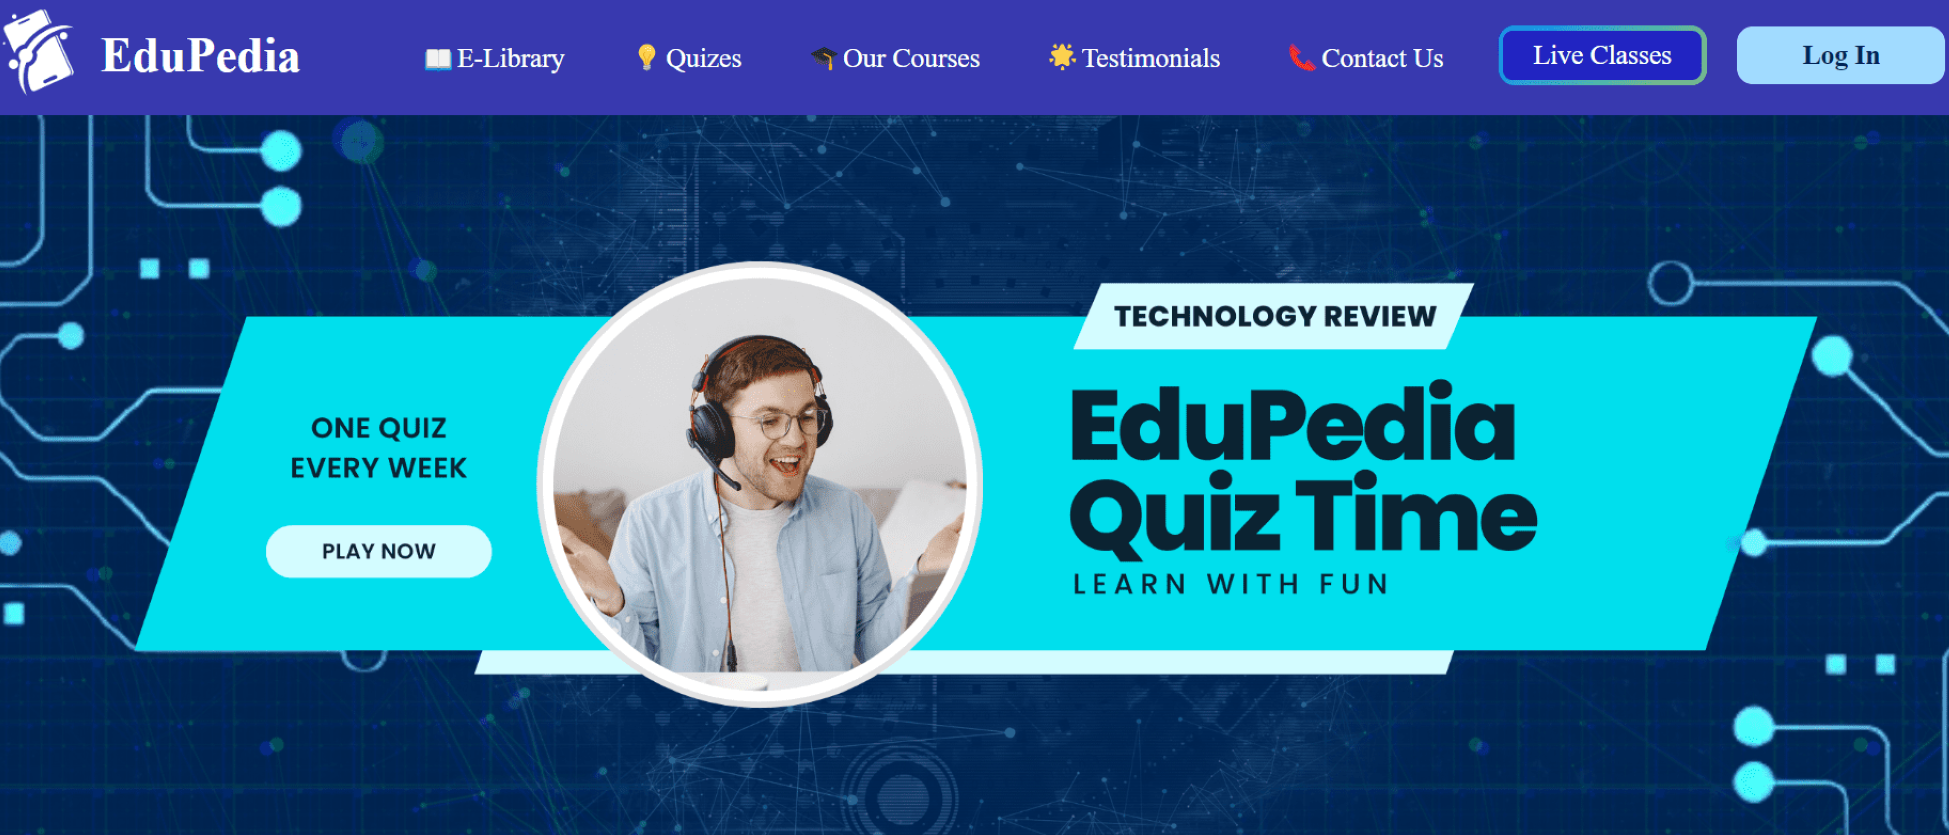 EduPedia
📖 E-Library
💡 Quizes
🎓 Our Courses
🌟 Testimonials
📞 Contact Us
Live Classes
Log In
TECHNOLOGY REVIEW
ONE QUIZ
EVERY WEEK
PLAY NOW
EduPedia
Quiz Time
LEARN WITH FUN